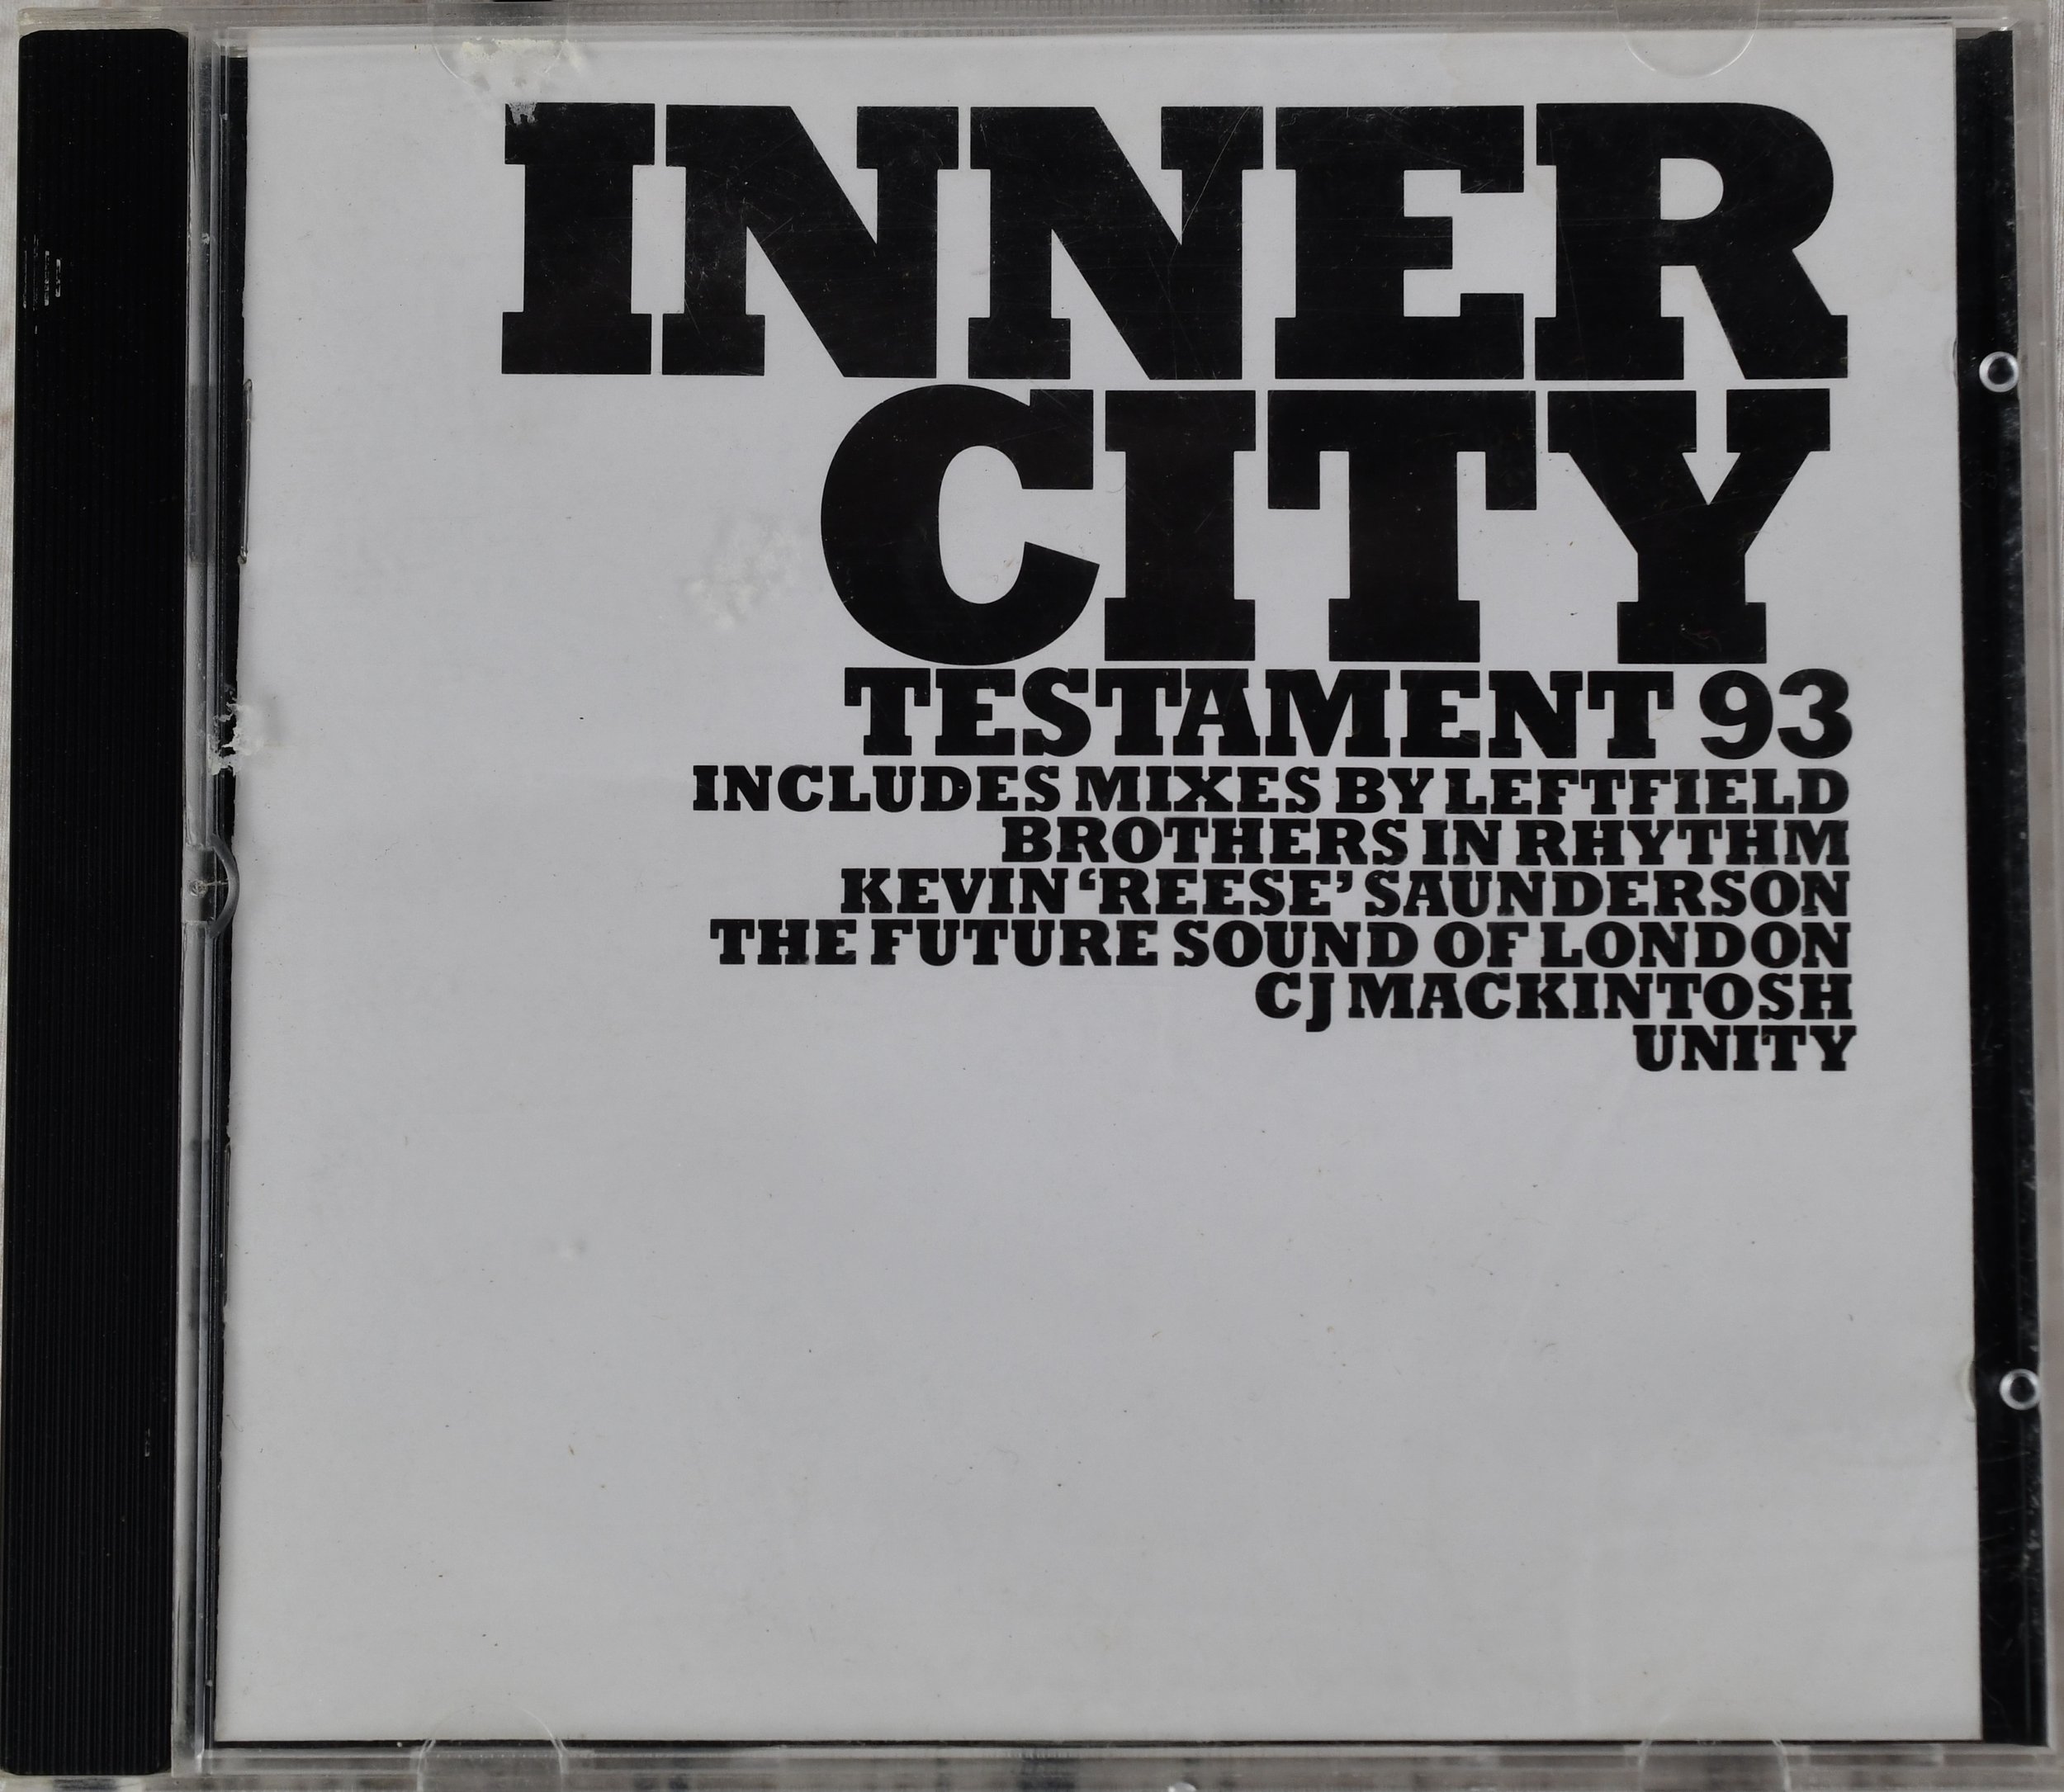 INNER
CITY
TESTAMENT 93
INCLUDES MIXES BY LEFTFIELD
BROTHERS IN RHYTHM
KEVIN ‘REESE’ SAUNDERSON
THE FUTURE SOUND OF LONDON
CJ MACKINTOSH
UNITY